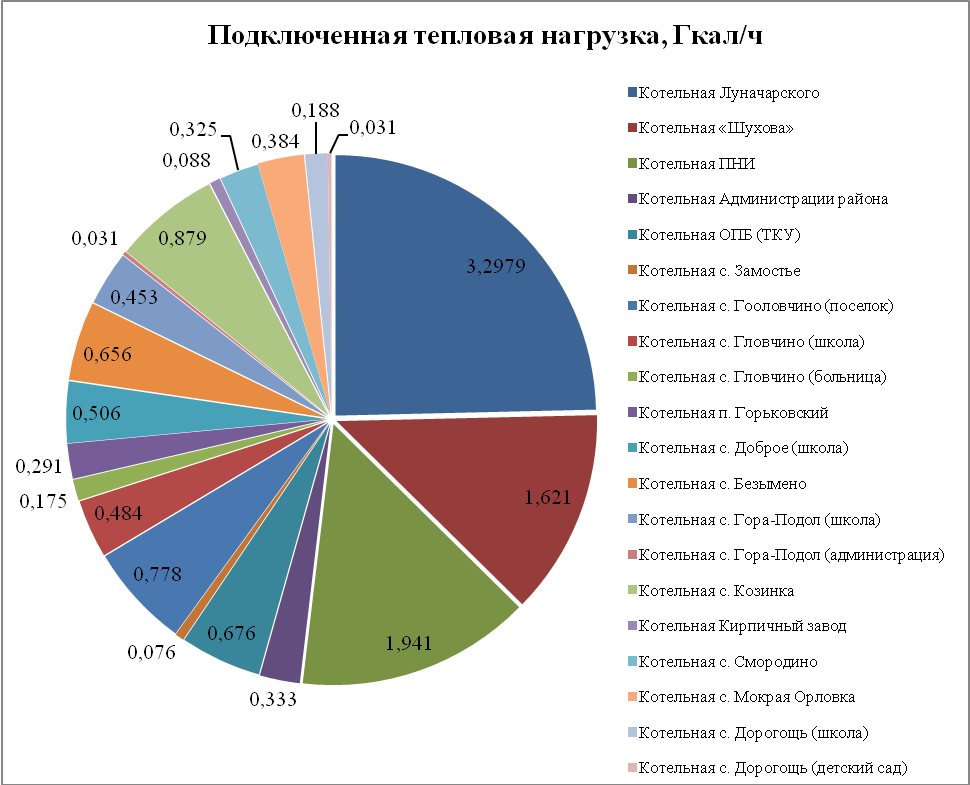 Подключенная тепловая нагрузка, Гкал/ч
0,188
0,031
0,325
0,384
0,088
0,879
0,031
0,453
0,656
0,506
0,291
0,175
0,484
0,778
0,076
0,676
0,333
1,941
1,621
3,2979
Котельная Луначарского
Котельная «Шухова»
Котельная ПНИ
Котельная Администрации района
Котельная ОПБ (ТКУ)
Котельная с. Замостье
Котельная с. Гооловчино (поселок)
Котельная с. Гловчино (школа)
Котельная с. Гловчино (больница)
Котельная п. Горьковский
Котельная с. Доброе (школа)
Котельная с. Безымено
Котельная с. Гора-Подол (школа)
Котельная с. Гора-Подол (администрация)
Котельная с. Козинка
Котельная Кирпичный завод
Котельная с. Смородино
Котельная с. Мокрая Орловка
Котельная с. Дорогощь (школа)
Котельная с. Дорогощь (детский сад)